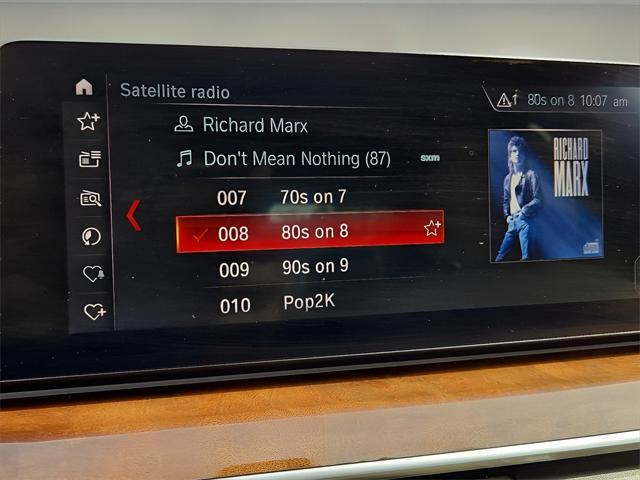 Satellite radio
1 80s on 8 10:07 am
Richard Marx
Don't Mean Nothing (87) sxm
007 70s on 7
008 80s on 8
009 90s on 9
010 Pop2K
RICHARD
MARX